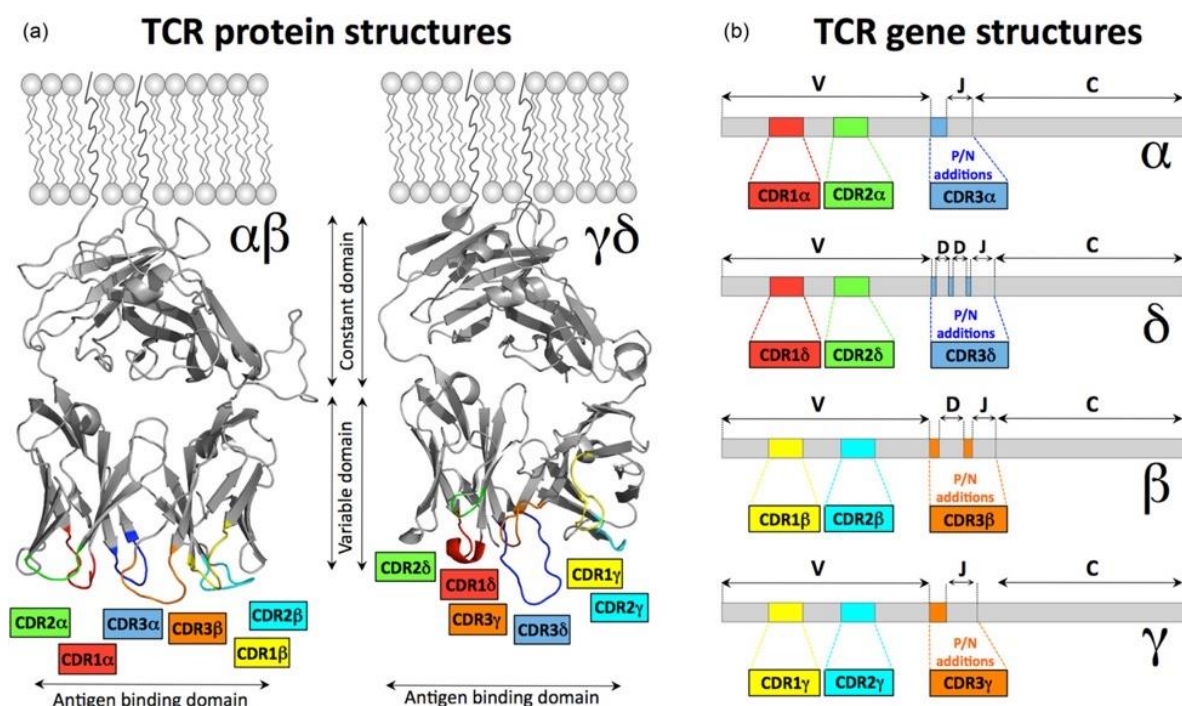 (a) TCR protein structures
αβ
γδ
Constant domain
Variable domain
CDR2α
CDR1α
CDR3α
CDR3β
CDR2β
CDR1β
Antigen binding domain
CDR2δ
CDR1δ
CDR3γ
CDR3δ
CDR1γ
CDR2γ
Antigen binding domain
(b) TCR gene structures
V J C
α
P/N
additions
CDR1α CDR2α CDR3α
V D D J C
δ
P/N additions
CDR1δ CDR2δ CDR3δ
V D J C
β
P/N
additions
CDR1β CDR2β CDR3β
V J C
γ
P/N
additions
CDR1γ CDR2γ CDR3γ